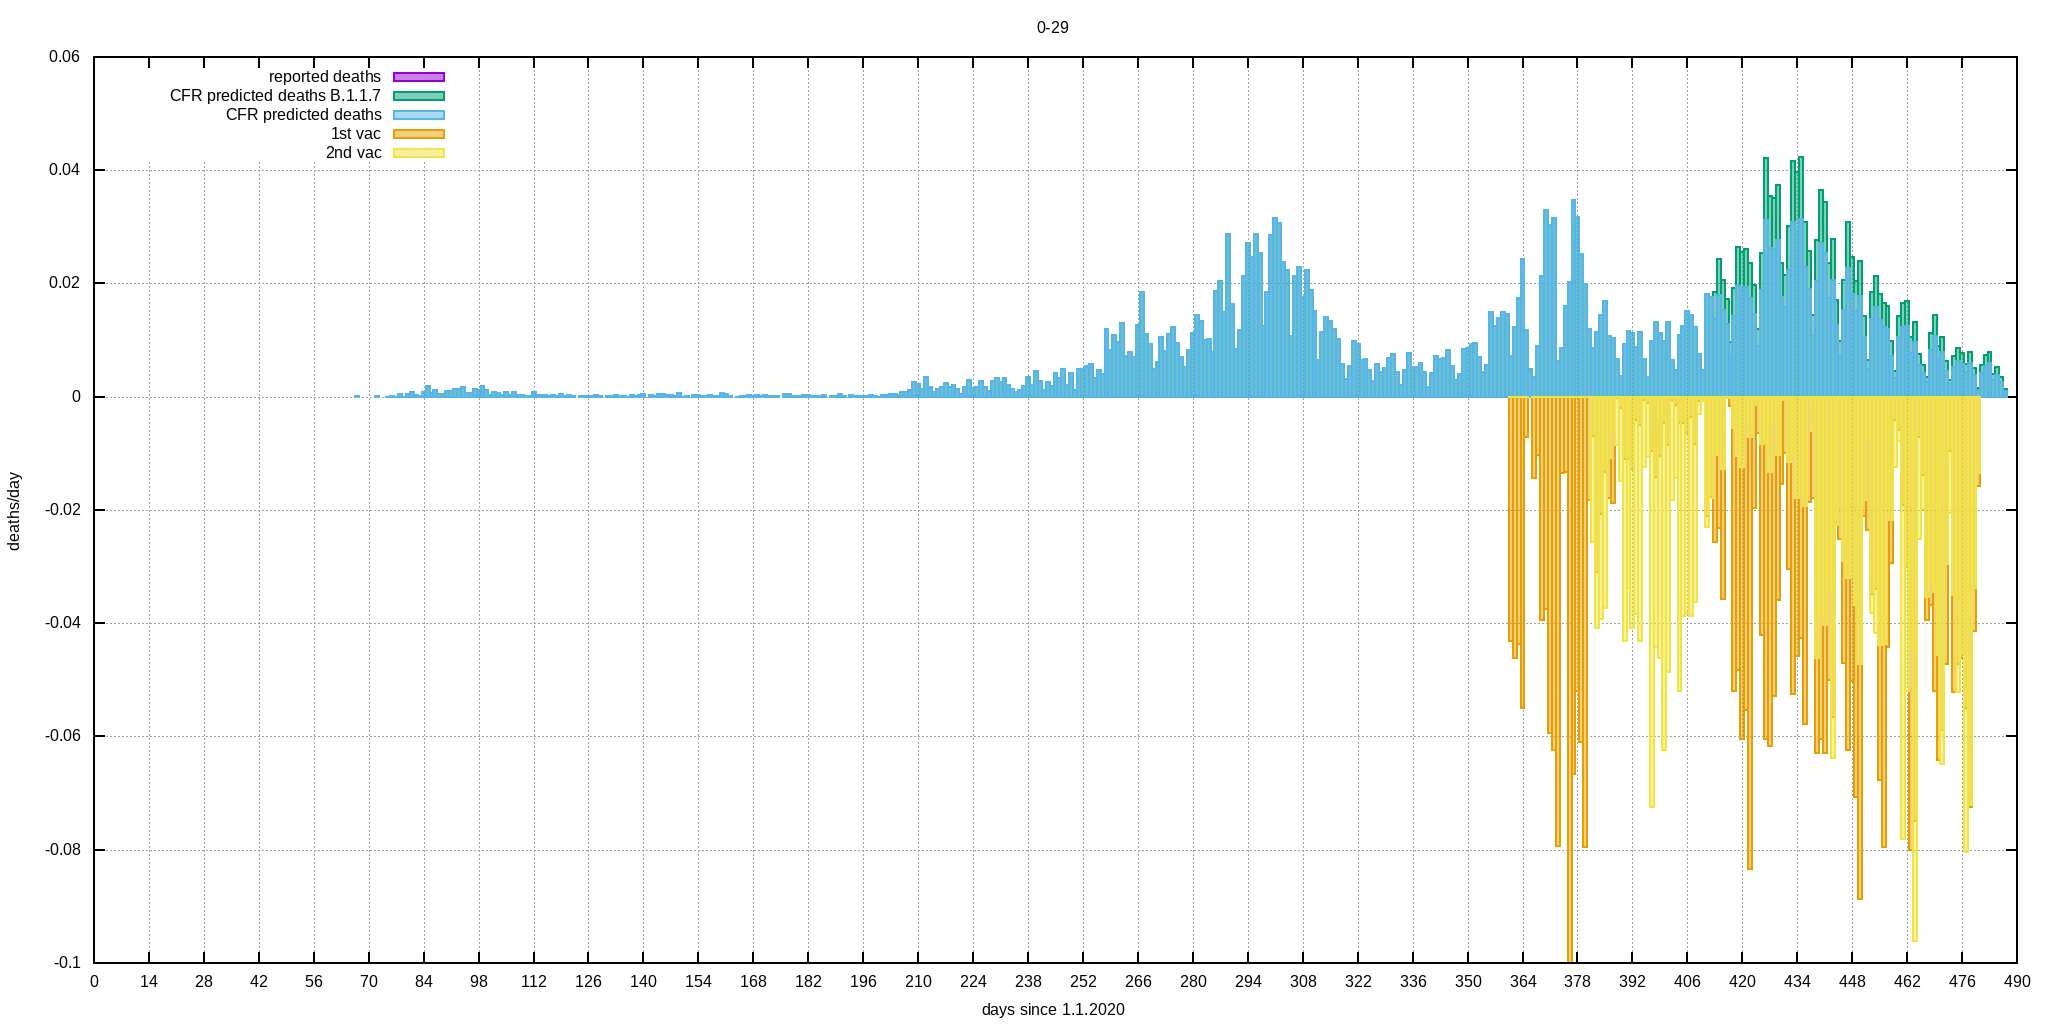 0-29
reported deaths
CFR predicted deaths B.1.1.7
CFR predicted deaths
1st vac
2nd vac
0.06
0.04
0.02
0
-0.02
-0.04
-0.06
-0.08
-0.1
deaths/day
0 14 28 42 56 70 84 98 112 126 140 154 168 182 196 210 224 238 252 266 280 294 308 322 336 350 364 378 392 406 420 434 448 462 476 490
days since 1.1.2020